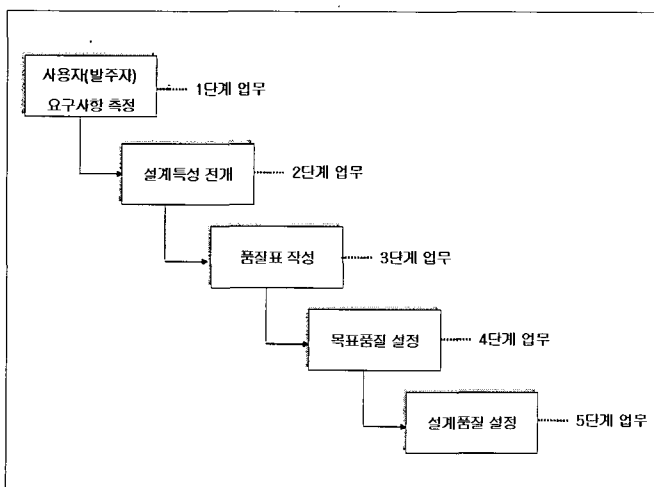 사용자(발주자)
요구사항 측정
1단계 업무
설계특성 전개
2단계 업무
품질표 작성
3단계 업무
목표품질 설정
4단계 업무
설계품질 설정
5단계 업무